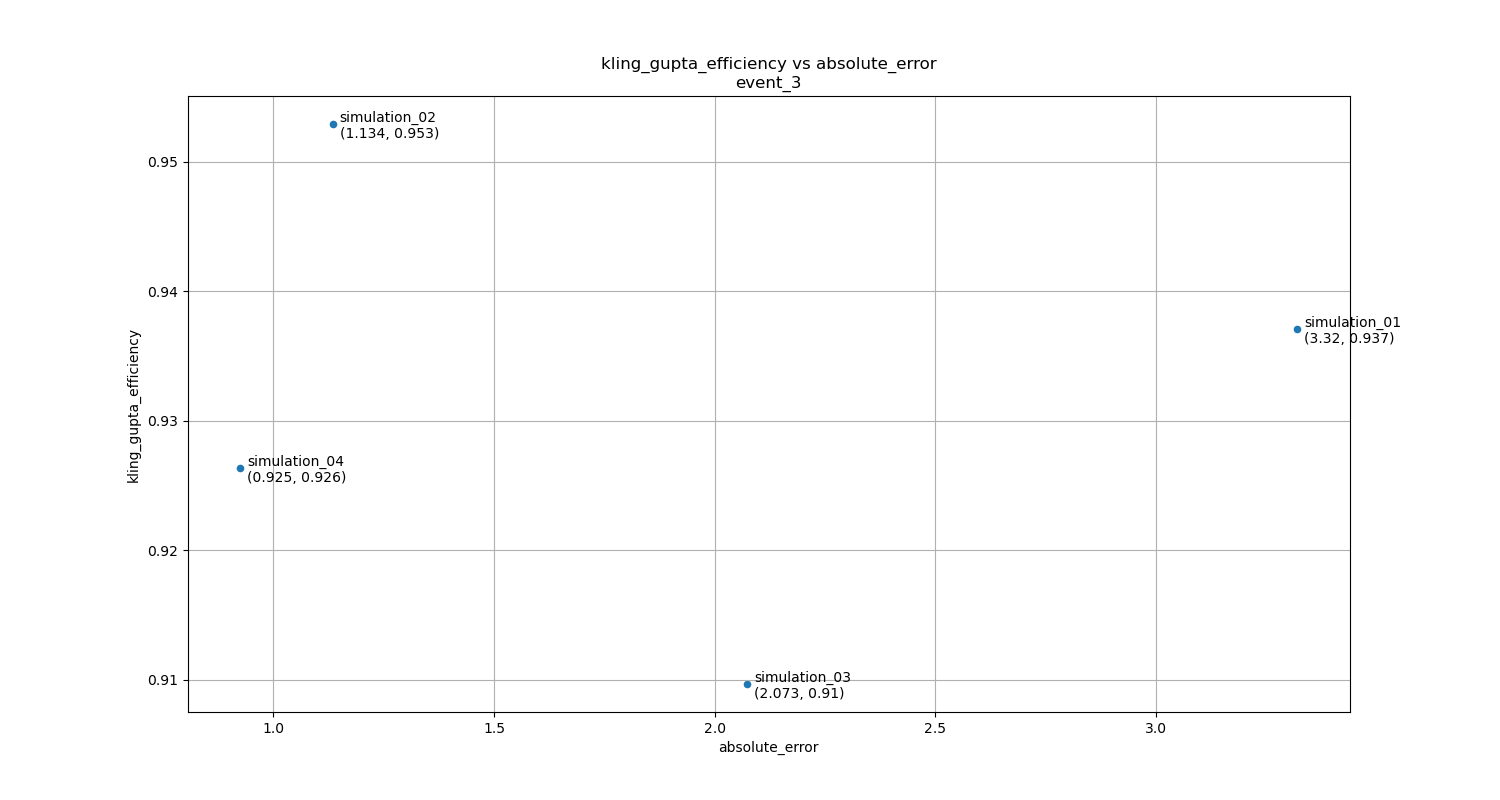 kling_gupta_efficiency vs absolute_error
event_3
simulation_02
(1.134, 0.953)
0.95
0.94
simulation_01
(3.32, 0.937)
kling_gupta_efficiency
0.93
simulation_04
(0.925, 0.926)
0.92
simulation_03
(2.073, 0.91)
0.91
1.0
1.5
2.0
2.5
3.0
absolute_error